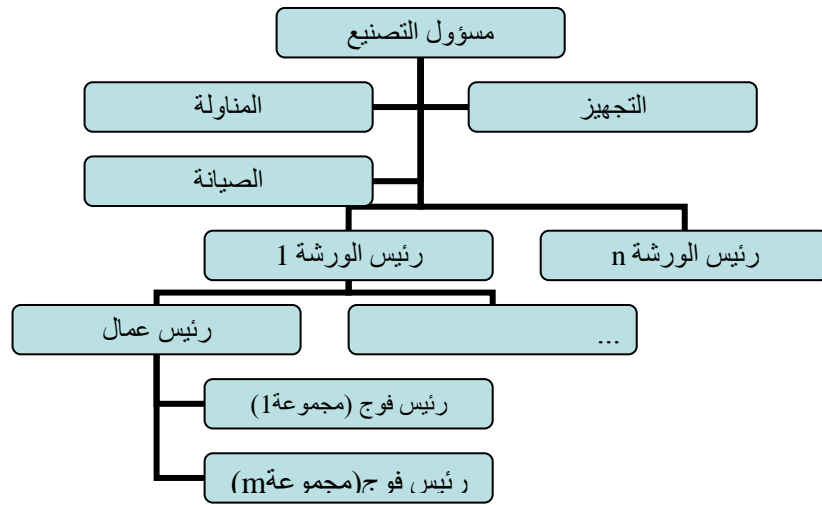 مسؤول التصنيع
التجهيز
المناولة
الصيانة
رئيس الورشة 1
رئيس الورشة n
رئيس عمال
...
رئيس فوج (مجموعة1)
رئيس فوج(مجموعةm)